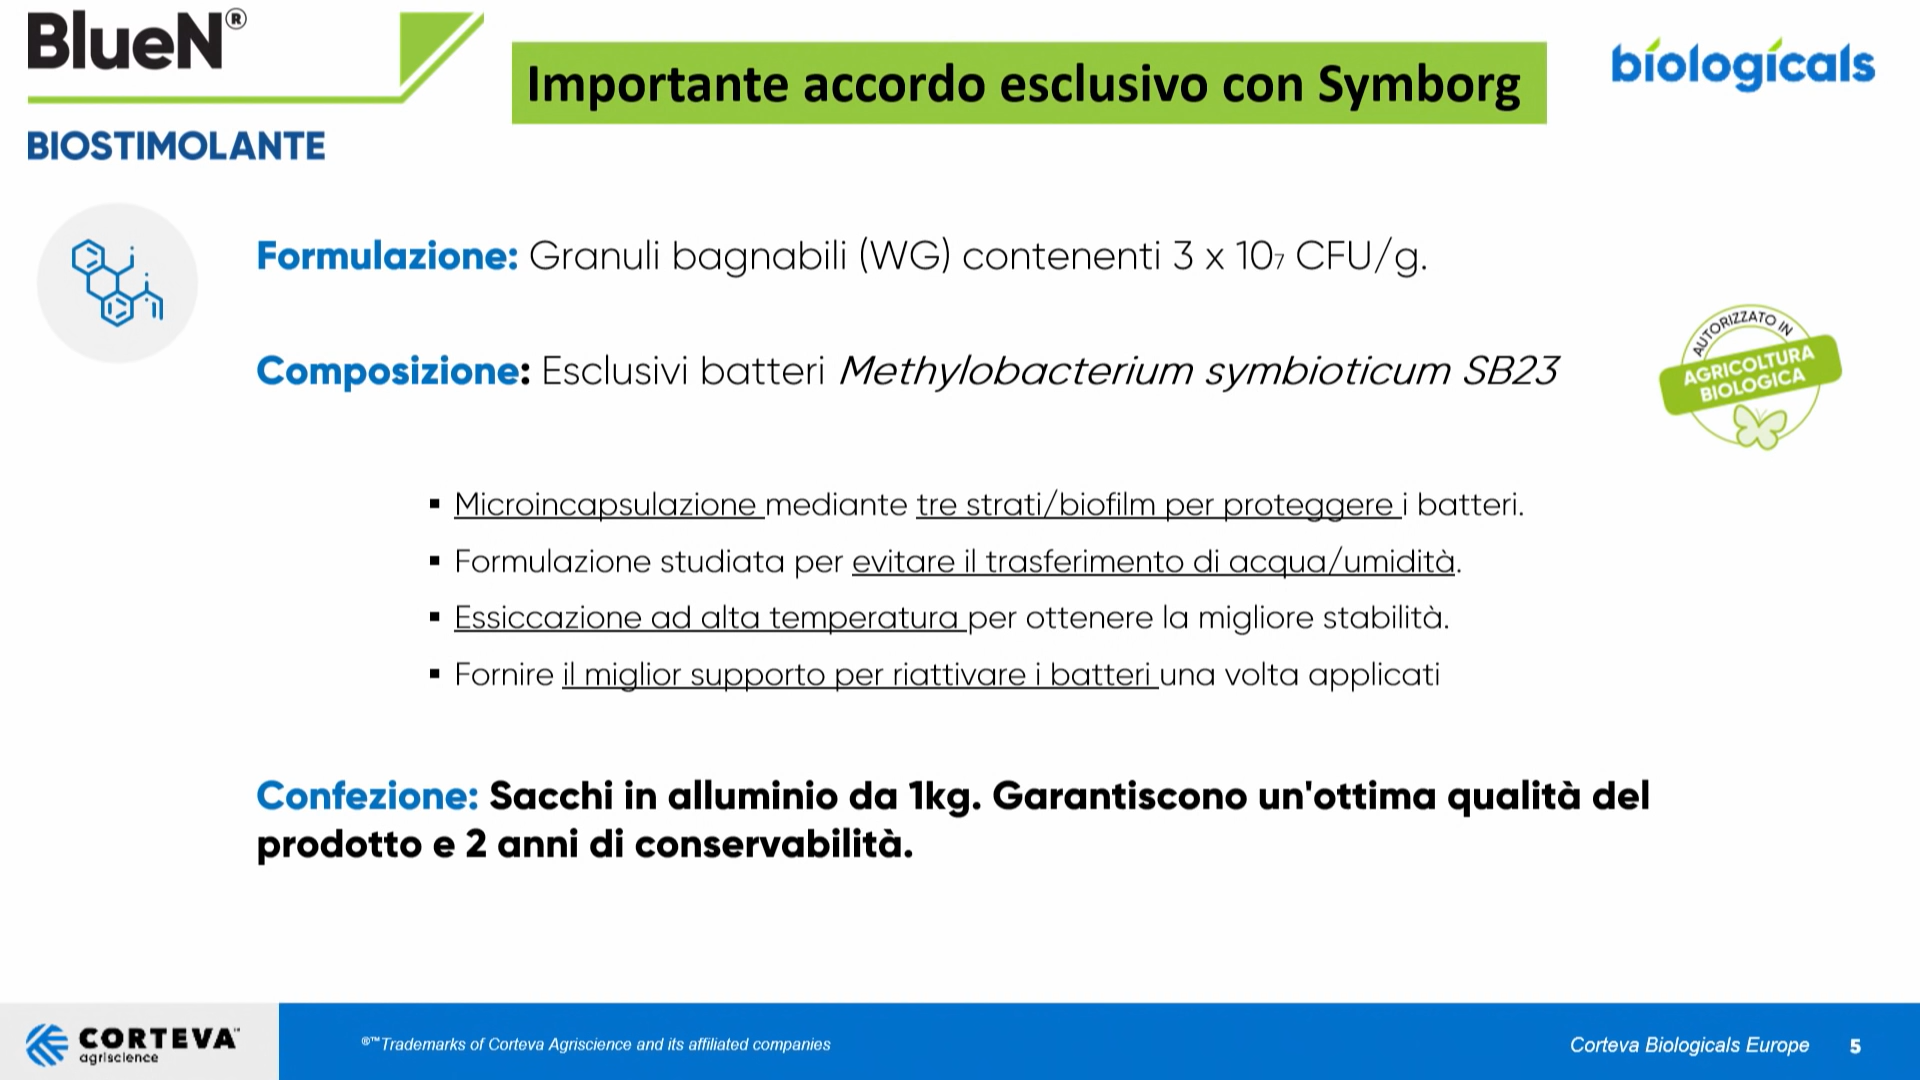 BlueN®
Importante accordo esclusivo con Symborg
biologicals
BIOSTIMOLANTE
Formulazione: Granuli bagnabili (WG) contenenti 3 x 10₇ CFU/g.
Composizione: Esclusivi batteri Methylobacterium symbioticum SB23
AUTORIZZATO IN
AGRICOLTURA
BIOLOGICA
▪ Microincapsulazione mediante tre strati/biofilm per proteggere i batteri.
▪ Formulazione studiata per evitare il trasferimento di acqua/umidità.
▪ Essiccazione ad alta temperatura per ottenere la migliore stabilità.
▪ Fornire il miglior supporto per riattivare i batteri una volta applicati
Confezione: Sacchi in alluminio da 1kg. Garantiscono un'ottima qualità del
prodotto e 2 anni di conservabilità.
CORTEVA™
agriscience
®™Trademarks of Corteva Agriscience and its affiliated companies
Corteva Biologicals Europe 5